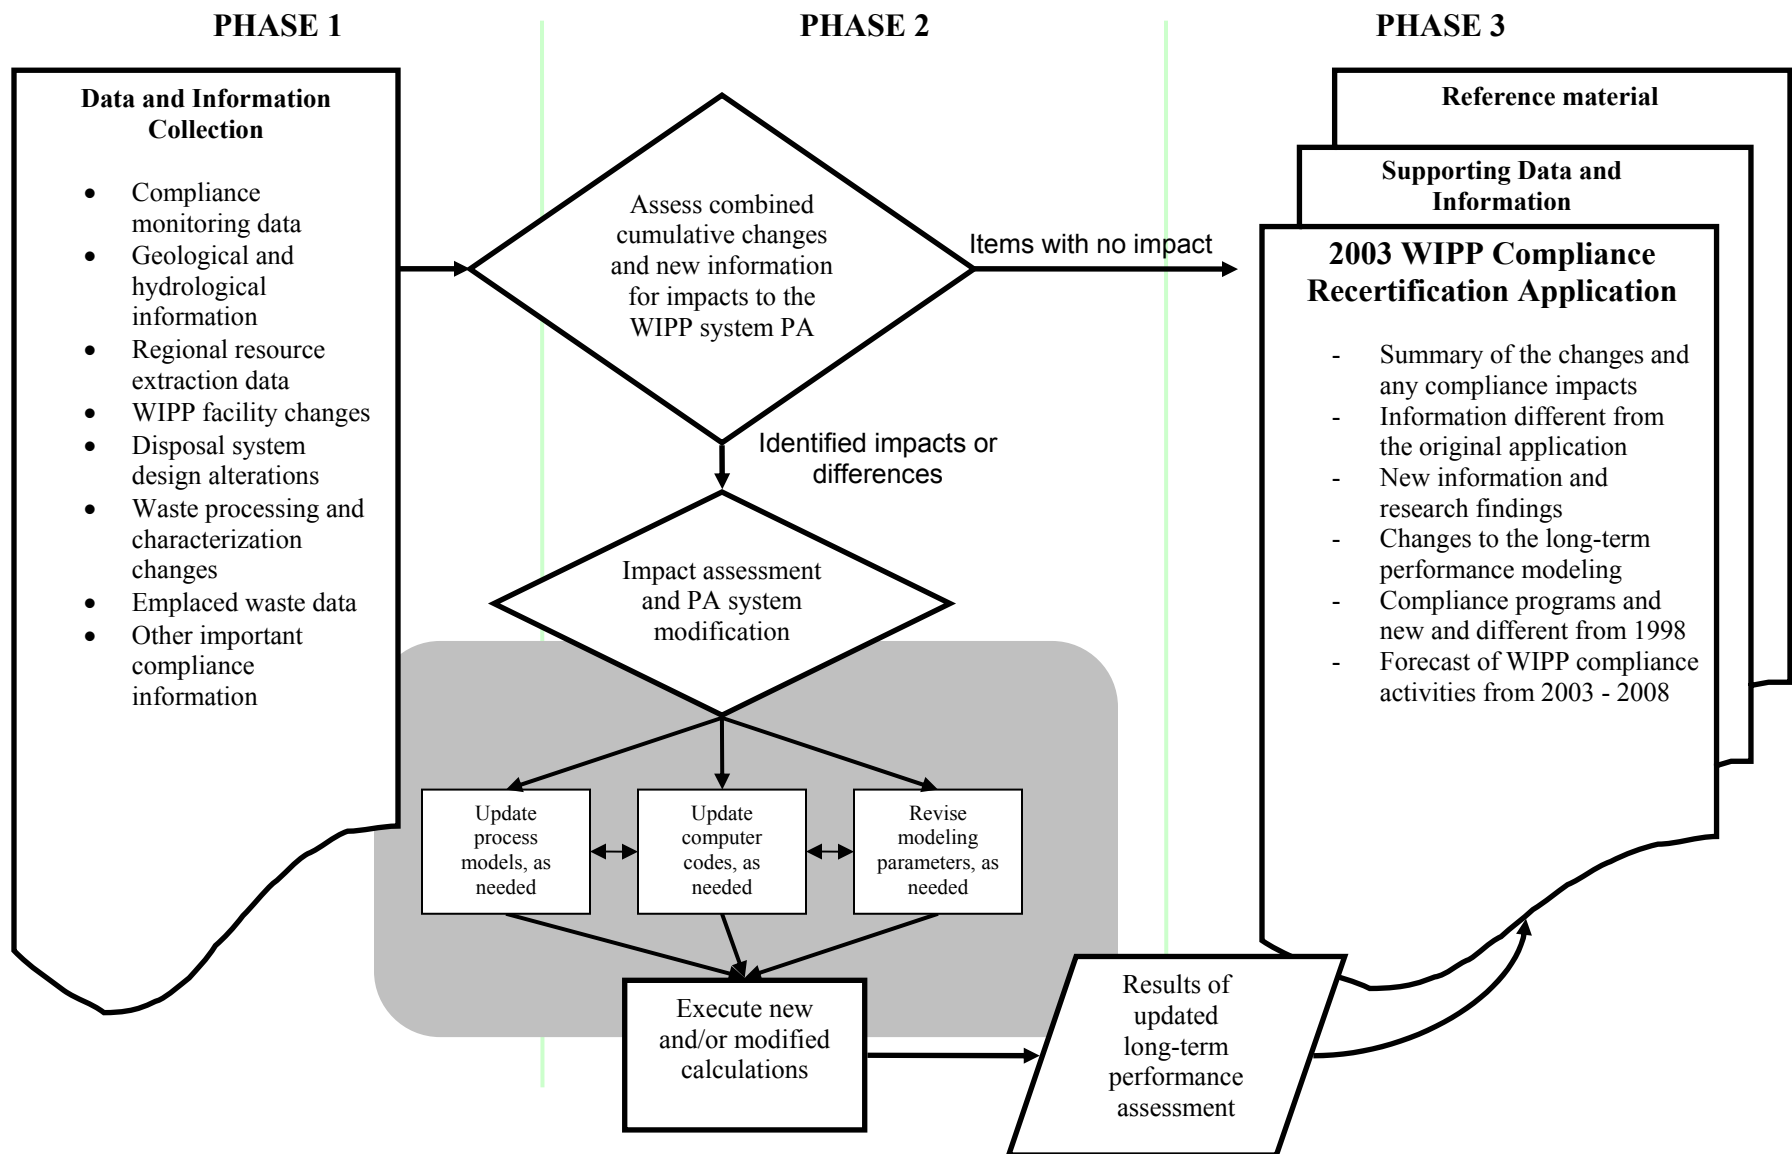 PHASE 1
PHASE 2
PHASE 3
Data and Information
Collection
• Compliance
monitoring data
• Geological and
hydrological
information
• Regional resource
extraction data
• WIPP facility changes
• Disposal system
design alterations
• Waste processing and
characterization
changes
• Emplaced waste data
• Other important
compliance
information
Assess combined
cumulative changes
and new information
for impacts to the
WIPP system PA
Items with no impact
Identified impacts or
differences
Impact assessment
and PA system
modification
Update
process
models, as
needed
Update
computer
codes, as
needed
Revise
modeling
parameters, as
needed
Execute new
and/or modified
calculations
Results of
updated
long-term
performance
assessment
Reference material
Supporting Data and
Information
2003 WIPP Compliance
Recertification Application
- Summary of the changes and
any compliance impacts
- Information different from
the original application
- New information and
research findings
- Changes to the long-term
performance modeling
- Compliance programs and
new and different from 1998
- Forecast of WIPP compliance
activities from 2003 - 2008